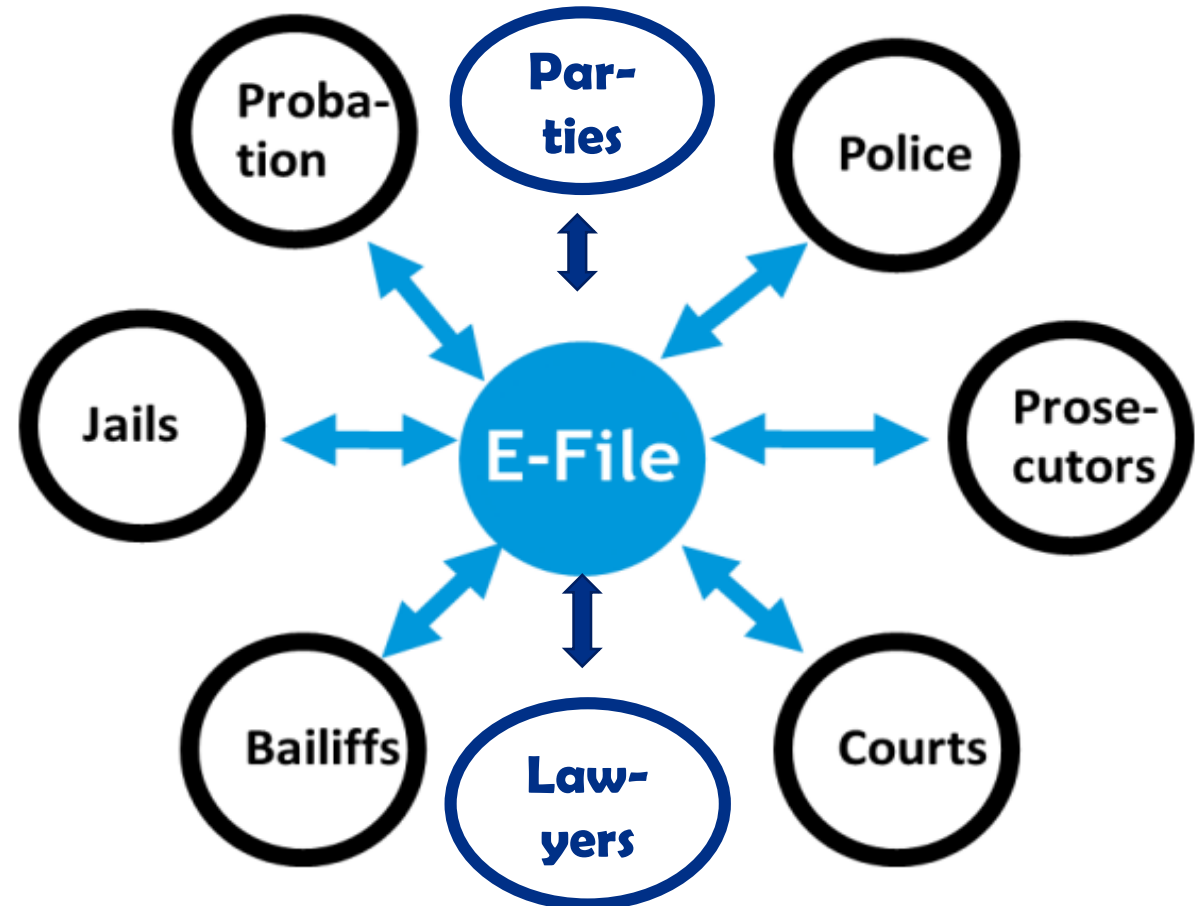 Par-
ties
Proba-
tion
Police
Jails
E-File
Prose-
cutors
Bailiffs
Law-
yers
Courts